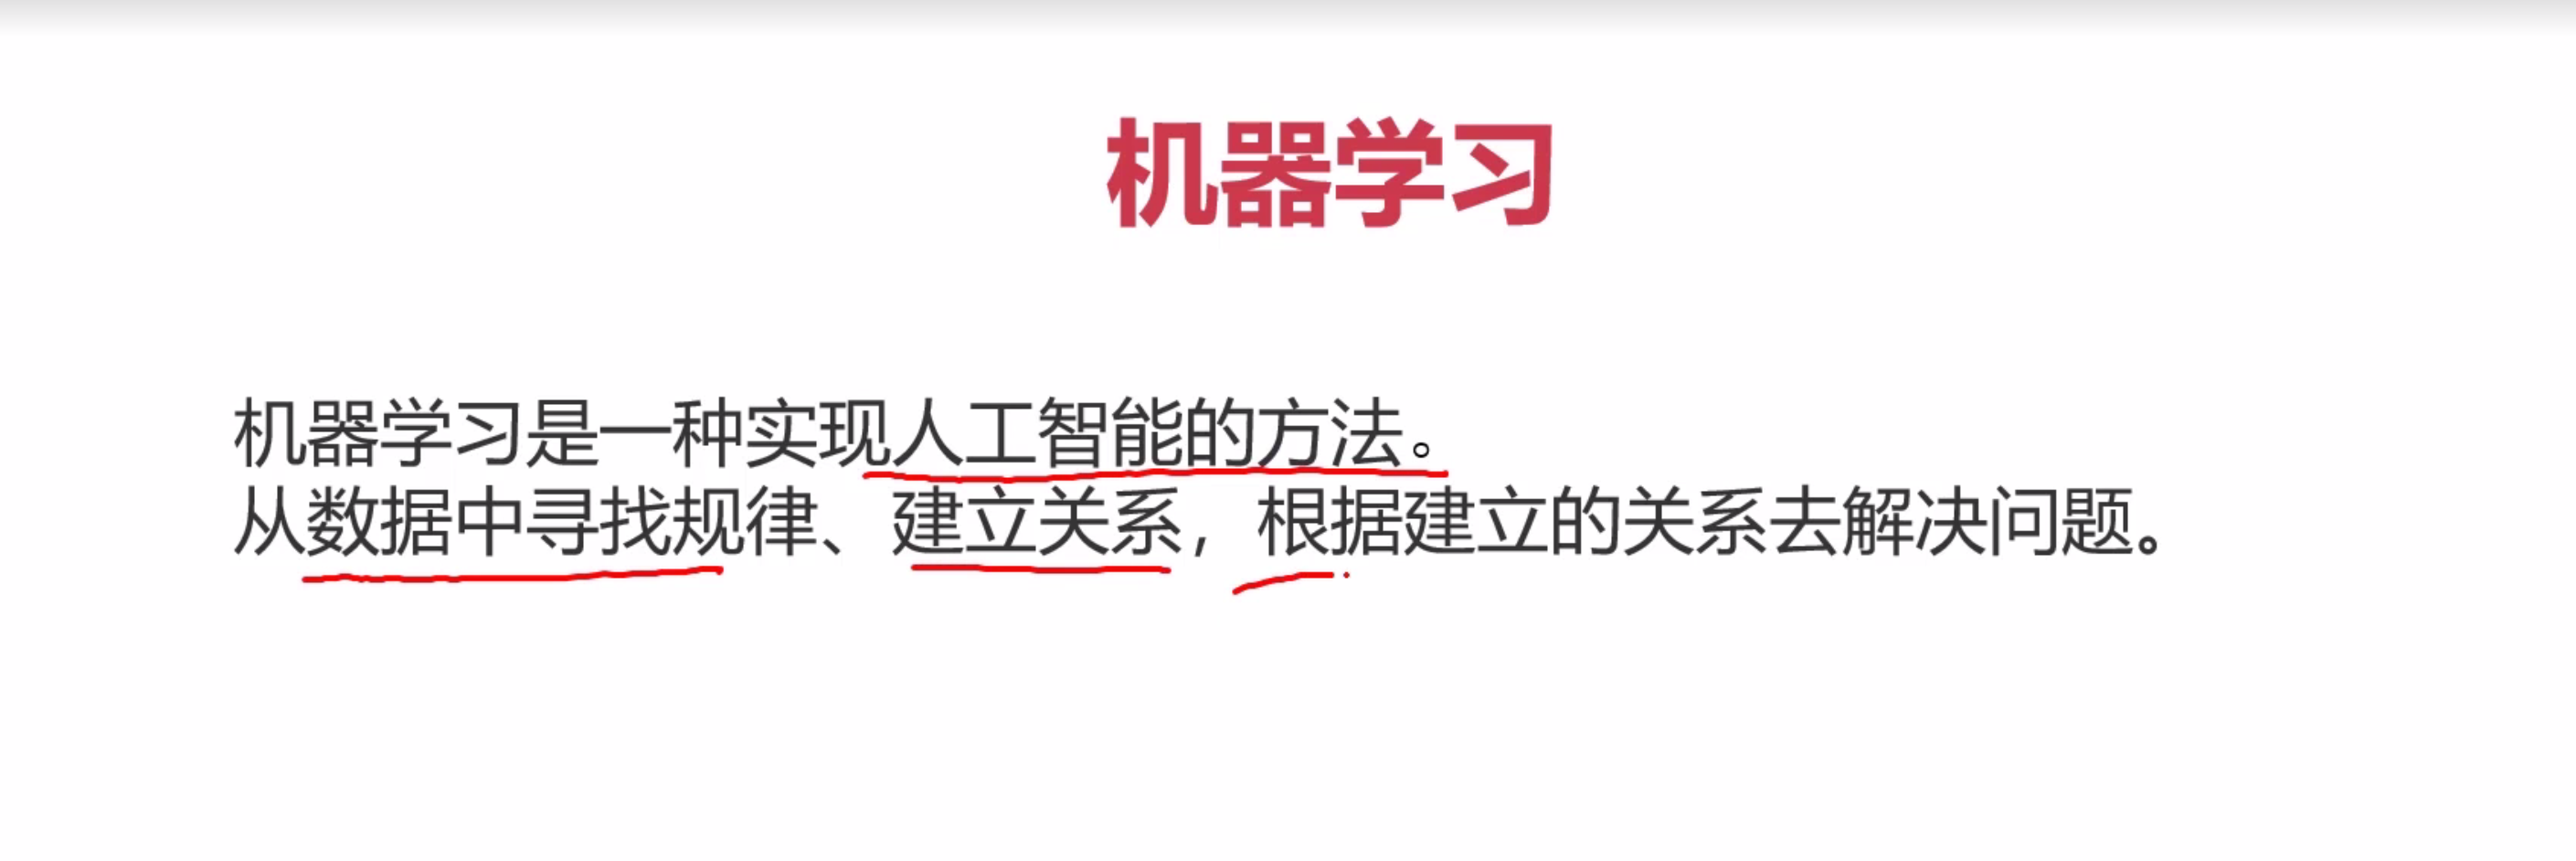 机器学习
机器学习是一种实现人工智能的方法。
从数据中寻找规律、建立关系，根据建立的关系去解决问题。